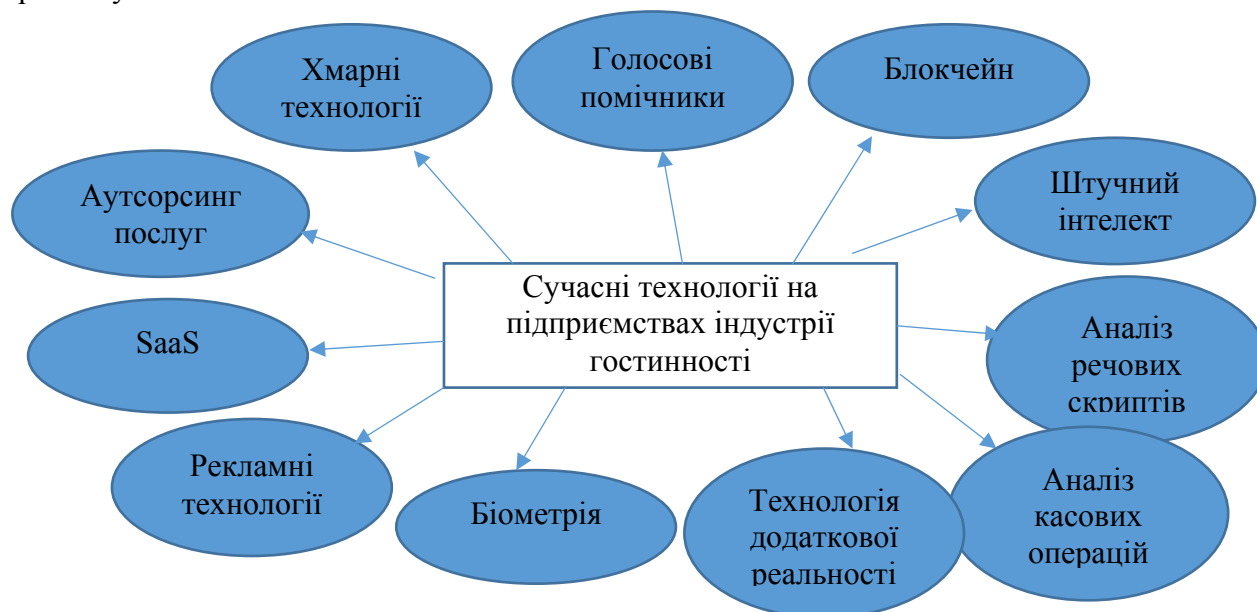 Хмарні
технології
Голосові
помічники
Блокчейн
Аутсорсинг
послуг
Штучний
інтелект
Сучасні технології на
підприємствах індустрії
гостинності
SaaS
Аналіз
речових
скриптів
Рекламні
технології
Біометрія
Технологія
додаткової
реальності
Аналіз
касових
операцій